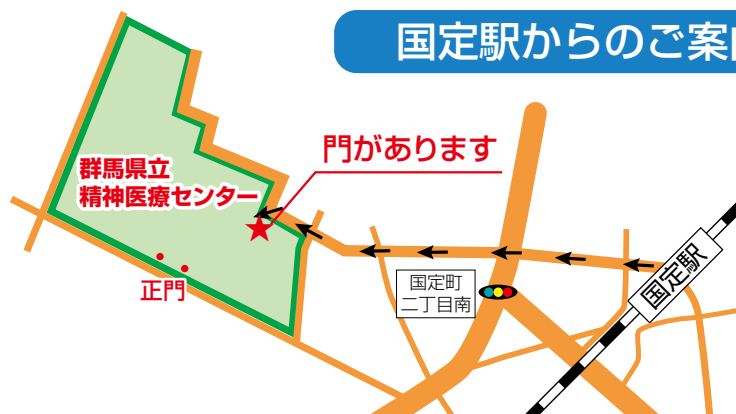 国定駅からのご案
門があります
群馬県立
精神医療センター
正門
国定町
二丁目南
国定駅